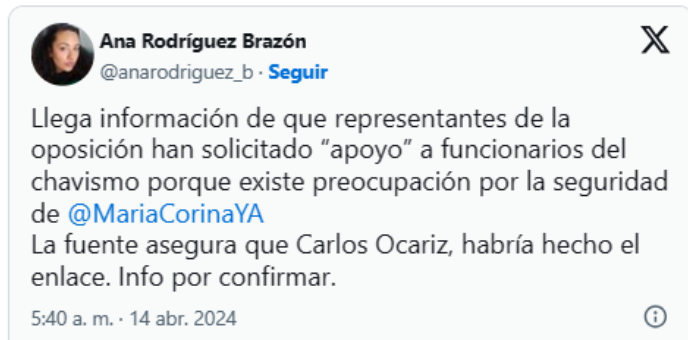 Ana Rodríguez Brazón
@anarodriguez_b · Seguir
Llega información de que representantes de la
oposición han solicitado “apoyo” a funcionarios del
chavismo porque existe preocupación por la seguridad
de @MariaCorinaYA
La fuente asegura que Carlos Ocariz, habría hecho el
enlace. Info por confirmar.
5:40 a. m. · 14 abr. 2024